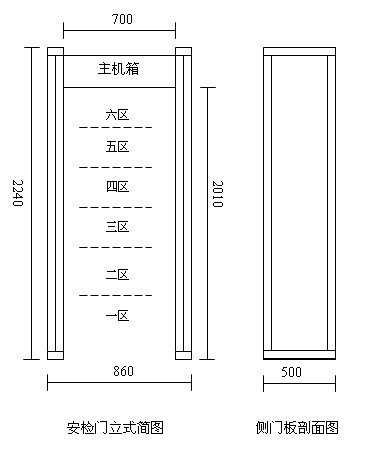 700
主机箱
六区
五区
四区
三区
二区
一区
2240
2010
860
500
安检门立式简图
侧门板剖面图